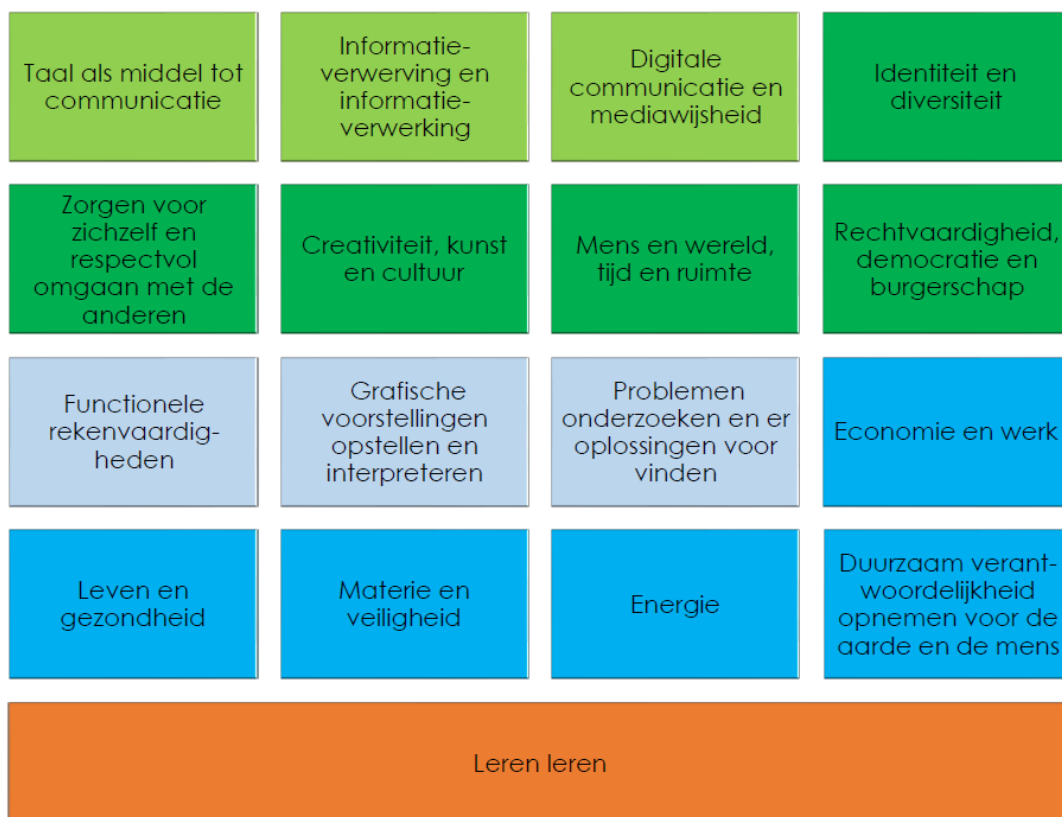 Taal als middel tot
communicatie
Informatie-
verwerving en
informatie-
verwerking
Digitale
communicatie en
mediawijsheid
Identiteit en
diversiteit
Zorgen voor
zichzelf en
respectvol
omgaan met de
anderen
Creativiteit, kunst
en cultuur
Mens en wereld,
tijd en ruimte
Rechtvaardigheid,
democratie en
burgerschap
Functionele
rekenvaardig-
heden
Grafische
voorstellingen
opstellen en
interpreteren
Problemen
onderzoeken en er
oplossingen voor
vinden
Economie en werk
Leven en
gezondheid
Materie en
veiligheid
Energie
Duurzaam verant-
woordelijkheid
opnemen voor de
aarde en de mens
Leren leren